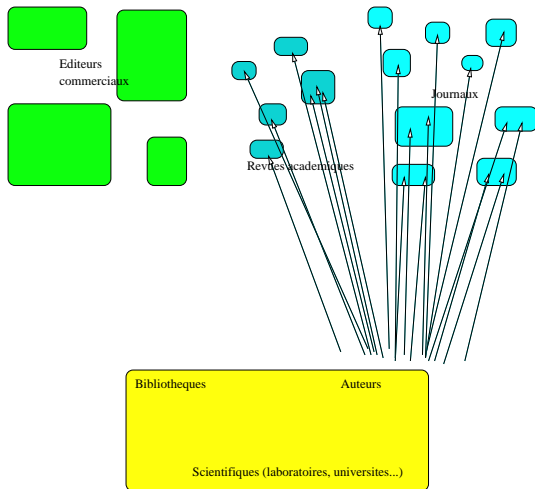 Editeurs
commerciaux
Journaux
Revues academiques
Bibliotheques
Auteurs
Scientifiques (laboratoires, universites...)